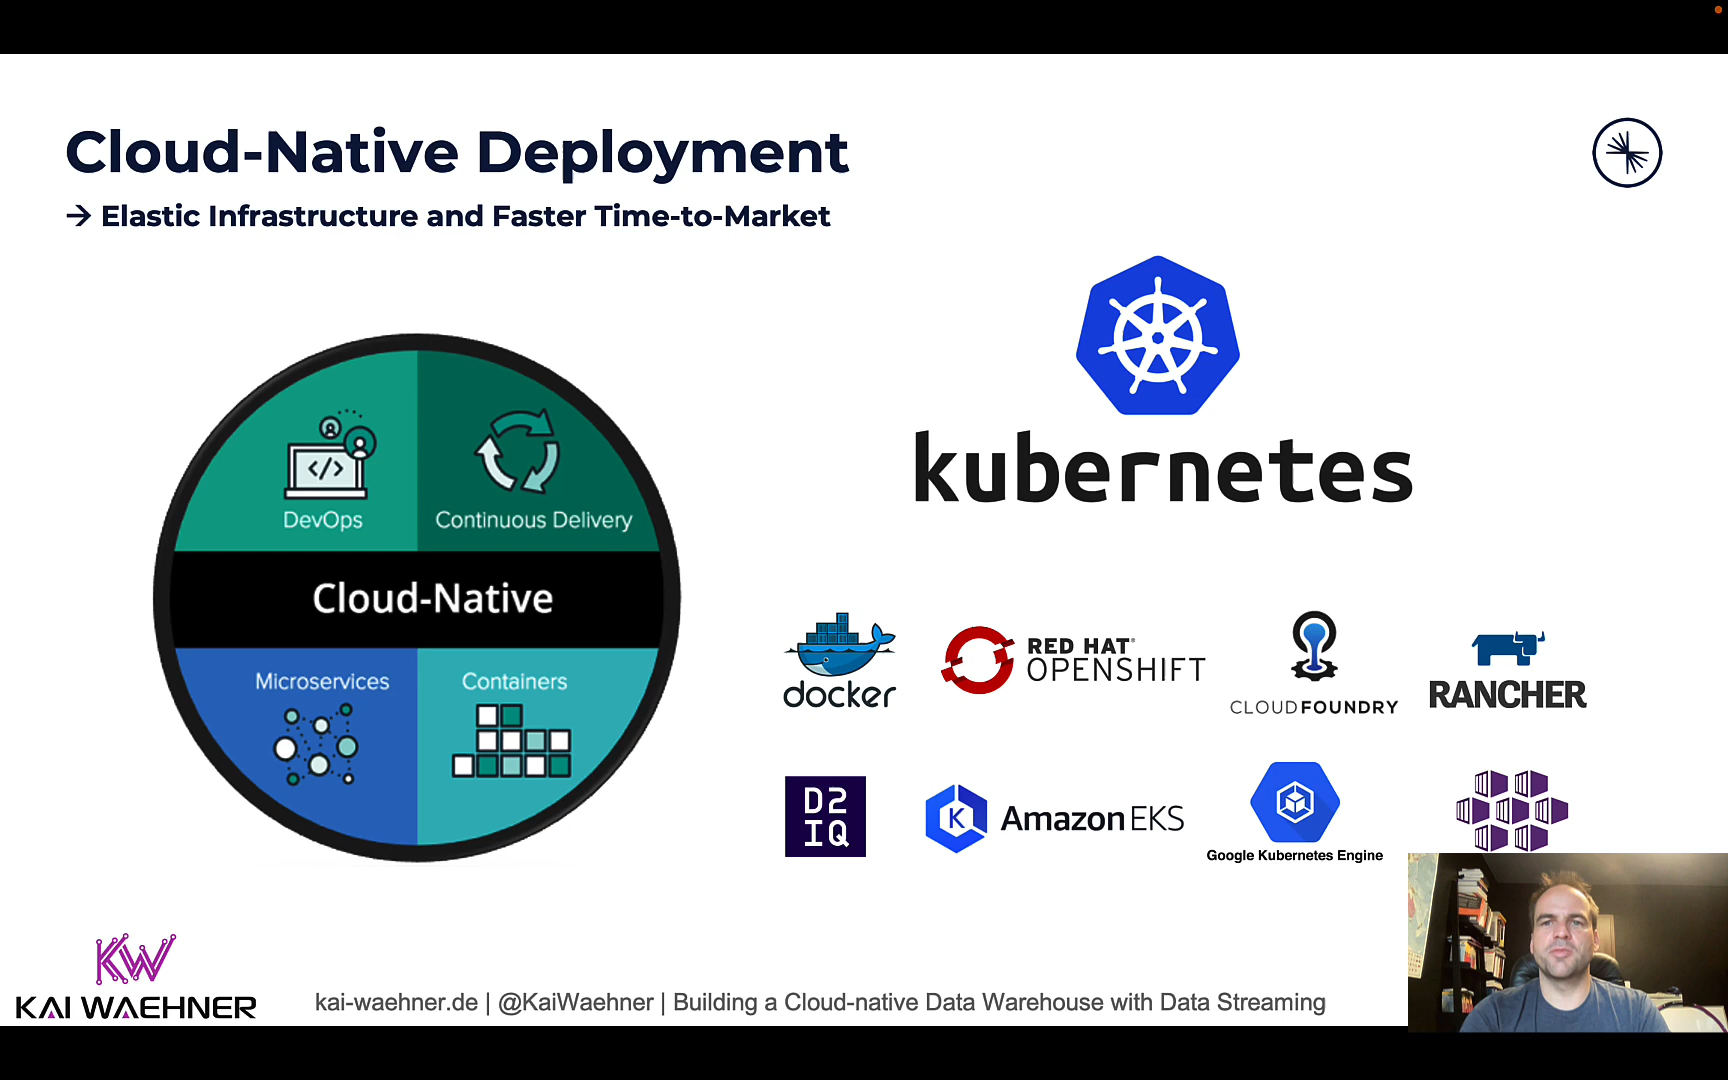 Cloud-Native Deployment
→ Elastic Infrastructure and Faster Time-to-Market
DevOps
Continuous Delivery
Cloud-Native
Microservices
Containers
kubernetes
docker
RED HAT®
OPENSHIFT
CLOUDFOUNDRY
RANCHER
D2
IQ
K
Amazon EKS
Google Kubernetes Engine
KW
KAI WAEHNER
kai-waehner.de | @KaiWaehner | Building a Cloud-native Data Warehouse with Data Streaming